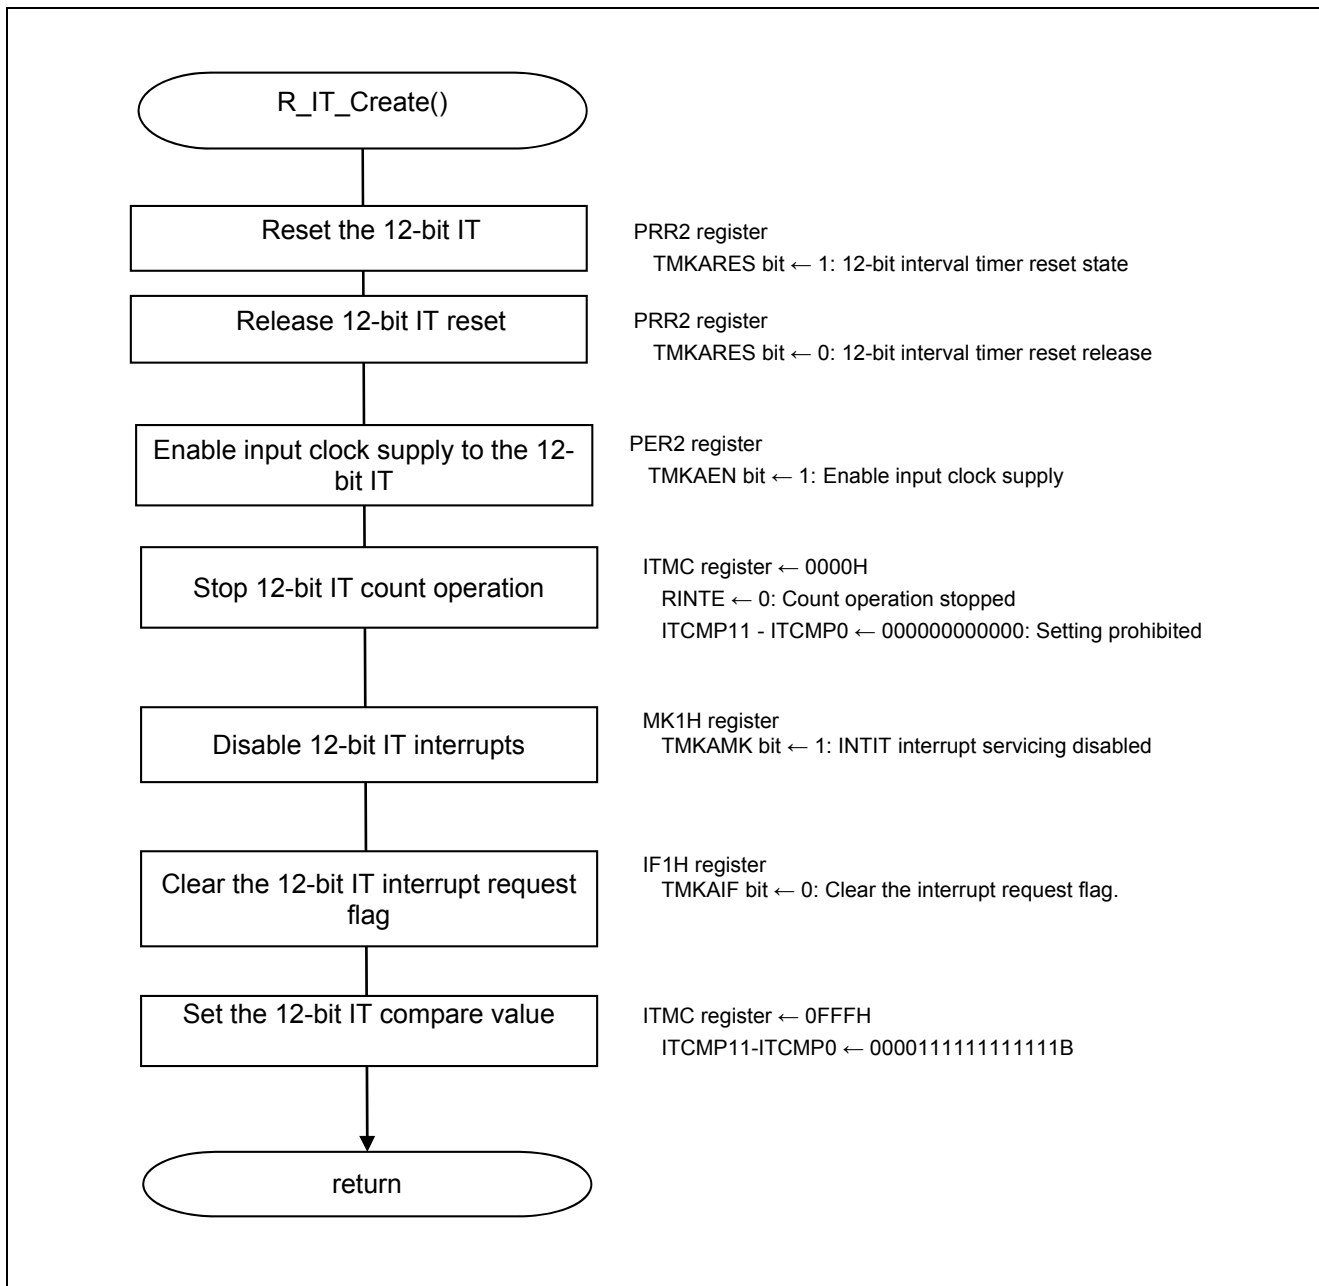 R_IT_Create()
Reset the 12-bit IT
PRR2 register
TMKARES bit ← 1: 12-bit interval timer reset state
Release 12-bit IT reset
PRR2 register
TMKARES bit ← 0: 12-bit interval timer reset release
Enable input clock supply to the 12-
bit IT
PER2 register
TMKAEN bit ← 1: Enable input clock supply
Stop 12-bit IT count operation
ITMC register ← 0000H
RINTE ← 0: Count operation stopped
ITCMP11 - ITCMP0 ← 000000000000: Setting prohibited
Disable 12-bit IT interrupts
MK1H register
TMKAMK bit ← 1: INTIT interrupt servicing disabled
Clear the 12-bit IT interrupt request
flag
IF1H register
TMKAIF bit ← 0: Clear the interrupt request flag.
Set the 12-bit IT compare value
ITMC register ← 0FFFH
ITCMP11-ITCMP0 ← 0000111111111111B
return